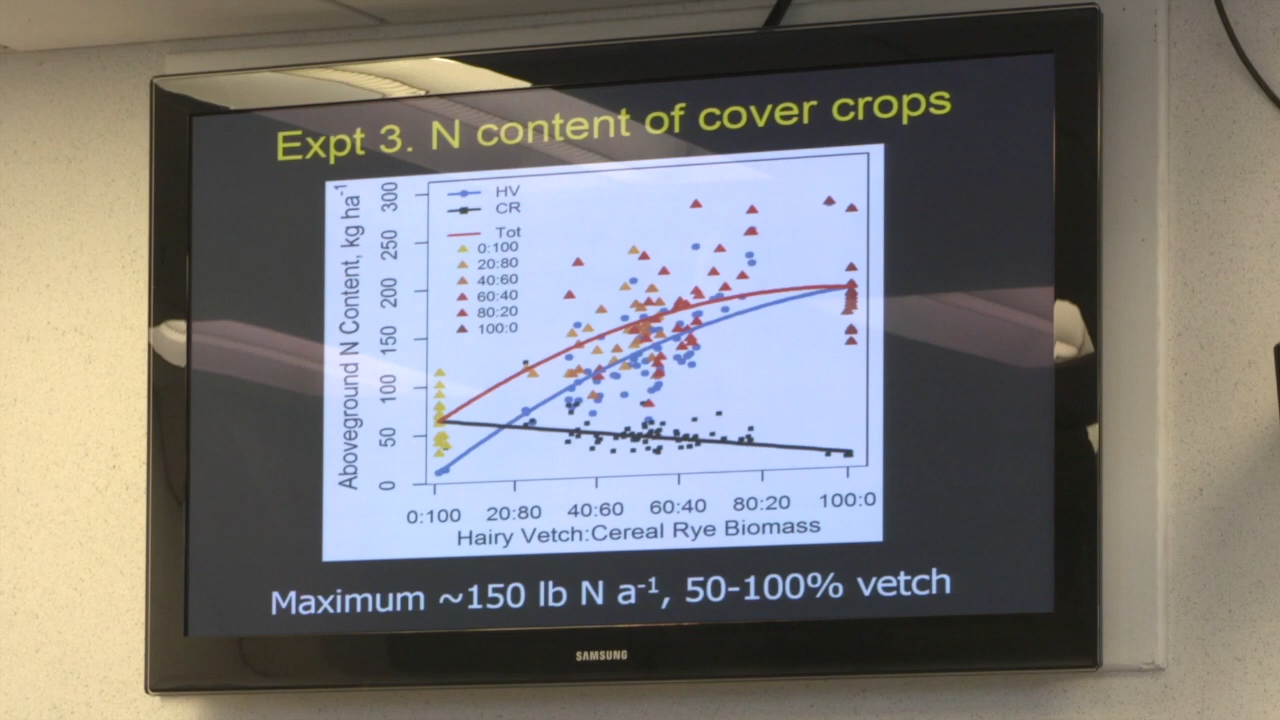 Expt 3. N content of cover crops
Aboveground N Content, kg ha-1
300
250
200
150
100
50
0
HV
CR
Tot
0:100
20:80
40:60
60:40
80:20
100:0
0:100 20:80 40:60 60:40 80:20 100:0
Hairy Vetch:Cereal Rye Biomass
Maximum ~150 lb N a-1, 50-100% vetch
SAMSUNG